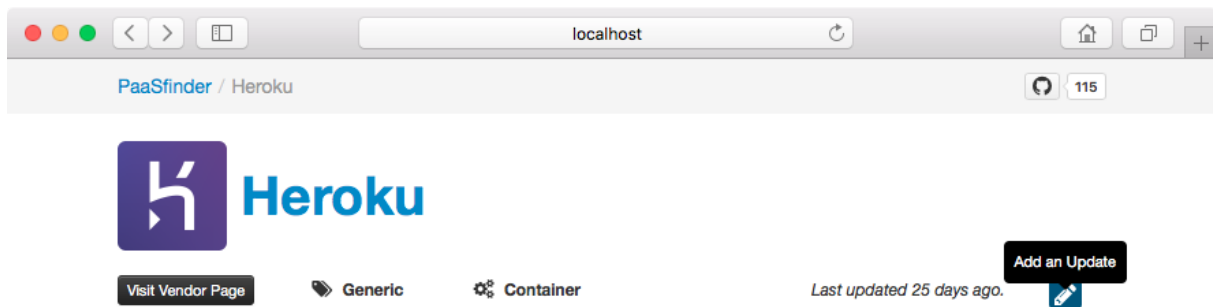 localhost
PaaSfinder / Heroku
115
Heroku
Add an Update
Visit Vendor Page Generic Container Last updated 25 days ago.